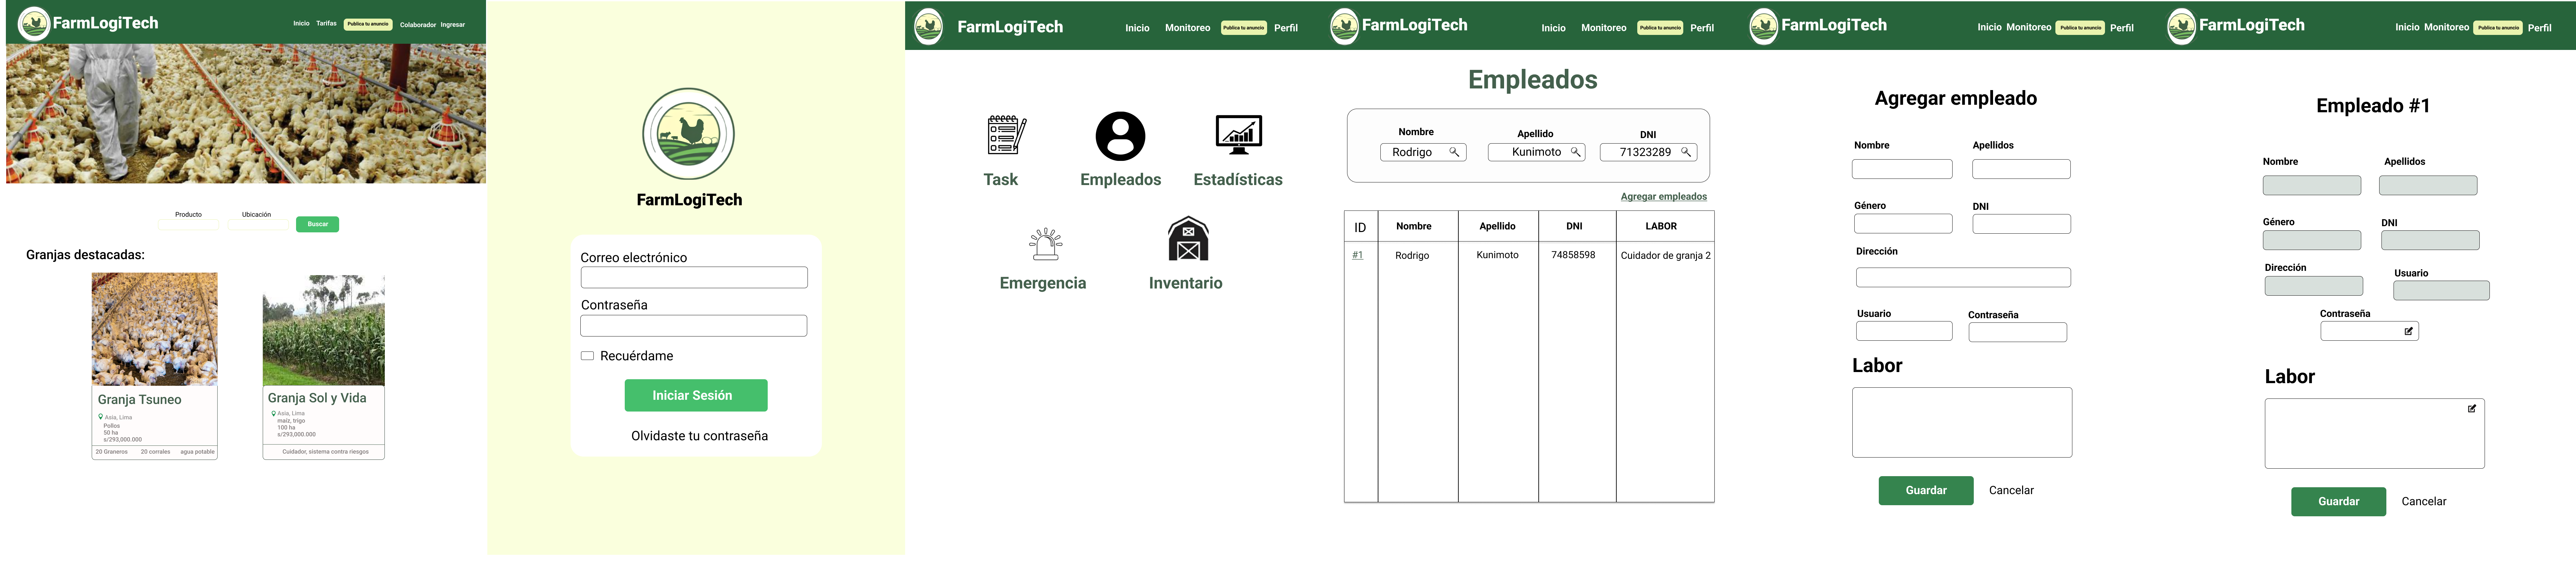 FarmLogiTech
Inicio Tarifas Publica tu anuncio Colaborador Ingresar
Producto Ubicación
Buscar
Granjas destacadas:
Granja Tsuneo
Asia, Lima
Pollos
50 ha
s/293,000.000
20 Graneros 20 corrales agua potable
Granja Sol y Vida
Asia, Lima
maíz, trigo
100 ha
s/293,000.000
Cuidador, sistema contra riesgos
FarmLogiTech
Correo electrónico
Contraseña
Recuérdame
Iniciar Sesión
Olvidaste tu contraseña
FarmLogiTech
Inicio Monitoreo Publica tu anuncio Perfil
Task Empleados Estadísticas
Emergencia Inventario
FarmLogiTech
Inicio Monitoreo Publica tu anuncio Perfil
Empleados
Nombre Apellido DNI
Rodrigo Kunimoto 71323289
Agregar empleados
ID Nombre Apellido DNI LABOR
#1 Rodrigo Kunimoto 74858598 Cuidador de granja 2
FarmLogiTech
Inicio Monitoreo Publica tu anuncio Perfil
Agregar empleado
Nombre Apellidos
Género DNI
Dirección
Usuario Contraseña
Labor
Guardar Cancelar
FarmLogiTech
Inicio Monitoreo Publica tu anuncio Perfil
Empleado #1
Nombre Apellidos
Género DNI
Dirección Usuario
Contraseña
Labor
Guardar Cancelar